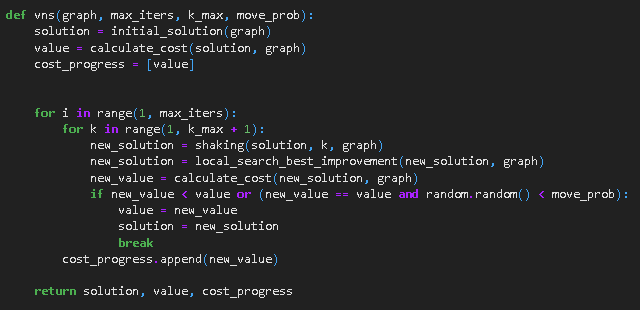 def vns(graph, max_iters, k_max, move_prob):
    solution = initial_solution(graph)
    value = calculate_cost(solution, graph)
    cost_progress = [value]
    for i in range(1, max_iters):
        for k in range(1, k_max + 1):
            new_solution = shaking(solution, k, graph)
            new_solution = local_search_best_improvement(new_solution, graph)
            new_value = calculate_cost(new_solution, graph)
            if new_value < value or (new_value == value and random.random() < move_prob):
                value = new_value
                solution = new_solution
                break
        cost_progress.append(new_value)
    return solution, value, cost_progress